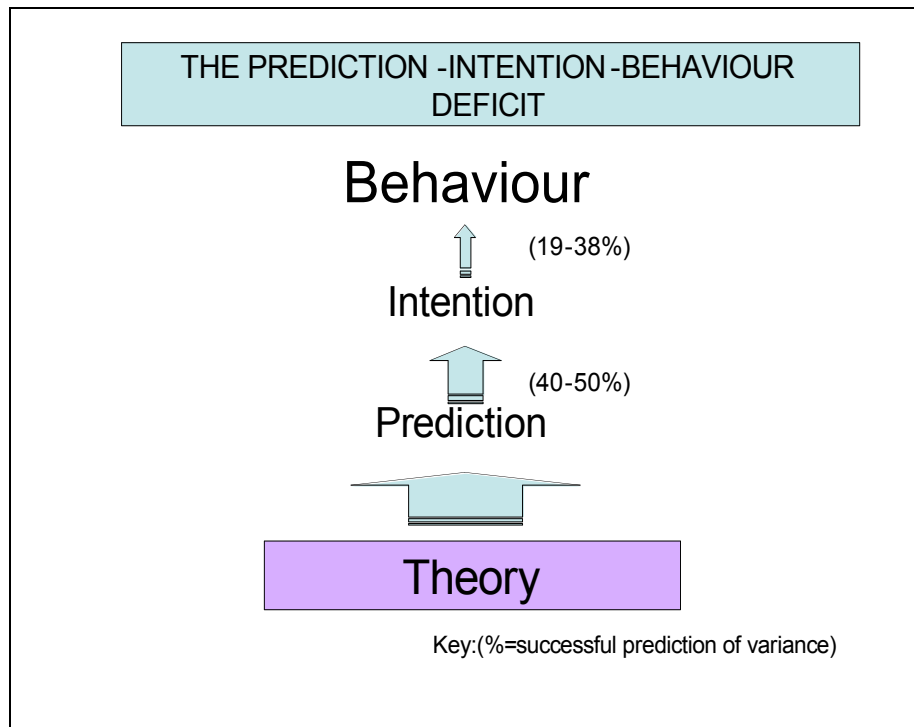 THE PREDICTION -INTENTION-BEHAVIOUR
DEFICIT
Behaviour
(19-38%)
Intention
(40-50%)
Prediction
Theory
Key:(%=successful prediction of variance)